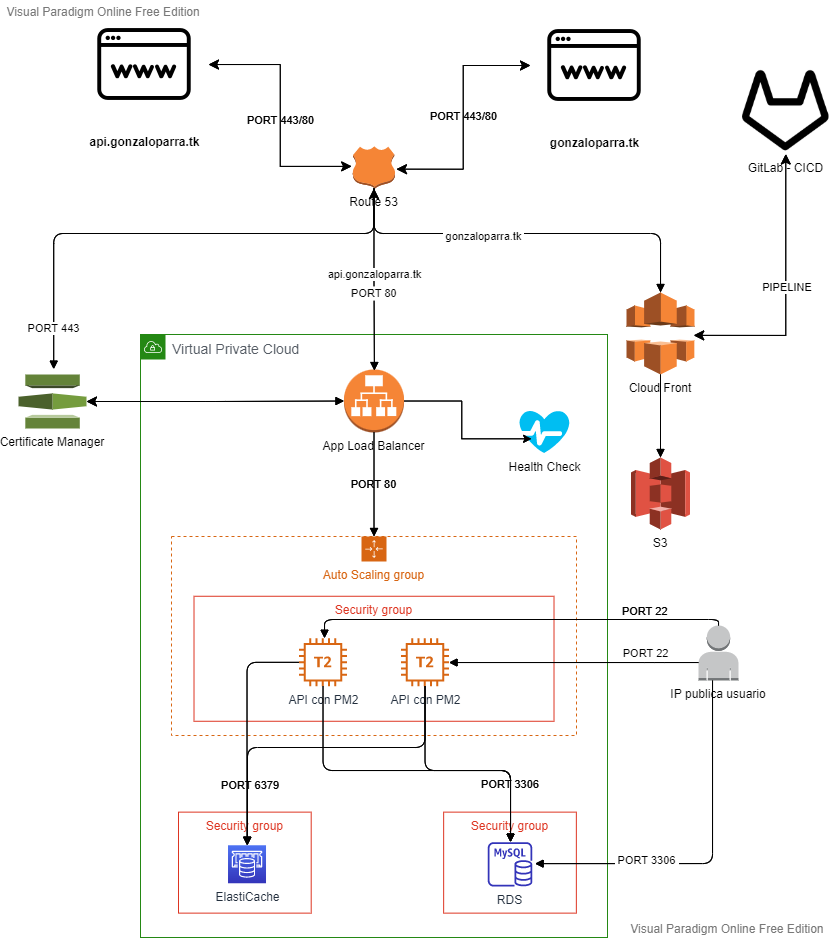 Visual Paradigm Online Free Edition
www
www
PORT 443/80
PORT 443/80
api.gonzaloparra.tk
gonzaloparra.tk
GitLab - CICD
Route 53
gonzaloparra.tk
api.gonzaloparra.tk
PORT 80
PIPELINE
PORT 443
Virtual Private Cloud
Cloud Front
Certificate Manager
App Load Balancer
Health Check
PORT 80
S3
Auto Scaling group
Security group
PORT 22
T2
T2
PORT 22
API con PM2
API con PM2
IP publica usuario
PORT 6379
PORT 3306
Security group
Security group
MySQL
PORT 3306
ElastiCache
RDS
Visual Paradigm Online Free Edition